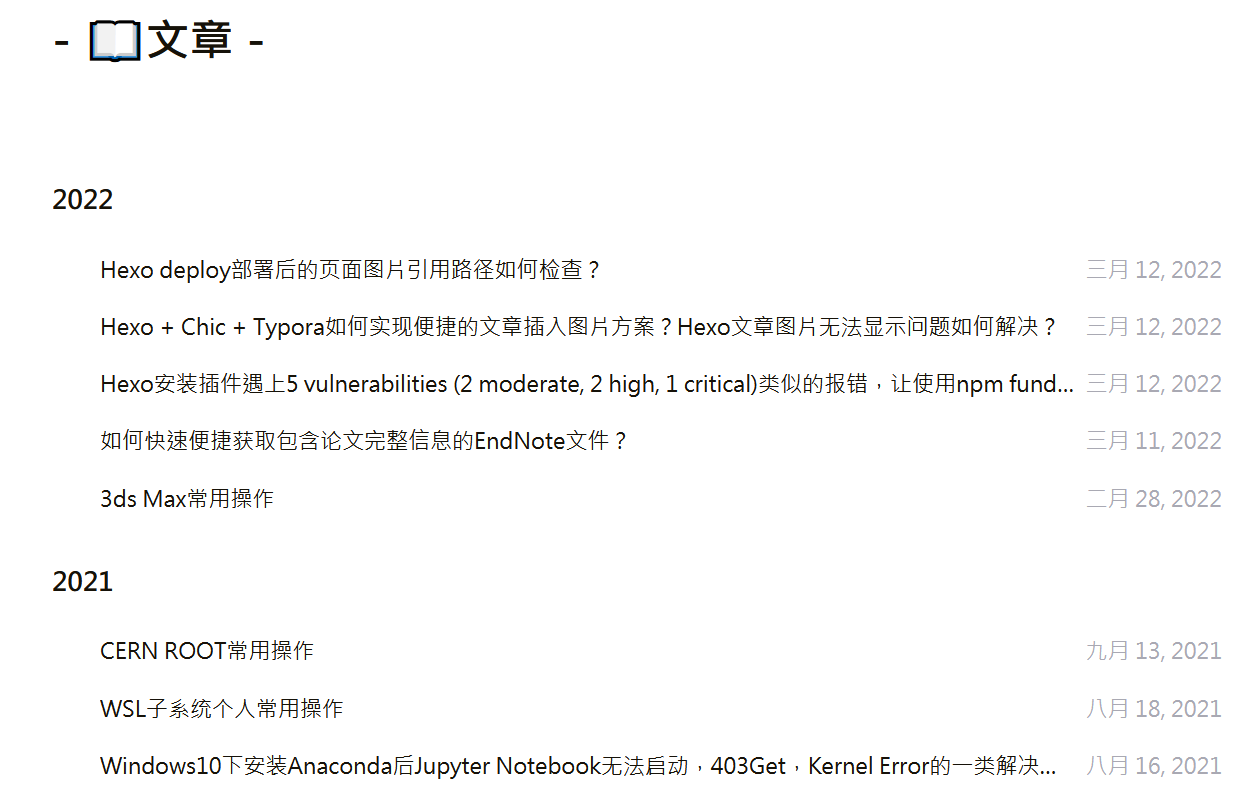 - 📖文章 -
2022
Hexo deploy部署后的页面图片引用路径如何检查？ 三月 12, 2022
Hexo + Chic + Typora如何实现便捷的文章插入图片方案？Hexo文章图片无法显示问题如何解决？ 三月 12, 2022
Hexo安装插件遇上5 vulnerabilities (2 moderate, 2 high, 1 critical)类似的报错，让使用npm fund... 三月 12, 2022
如何快速便捷获取包含论文完整信息的EndNote文件？ 三月 11, 2022
3ds Max常用操作 二月 28, 2022
2021
CERN ROOT常用操作 九月 13, 2021
WSL子系统个人常用操作 八月 18, 2021
Windows10下安装Anaconda后Jupyter Notebook无法启动，403Get，Kernel Error的一类解决... 八月 16, 2021